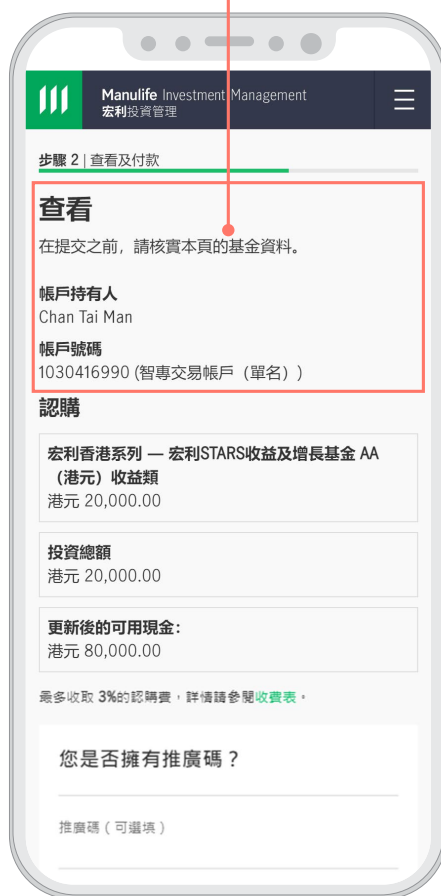 Manulife Investment Management
宏利投資管理
步驟 2 | 查看及付款
查看
在提交之前，請核實本頁的基金資料。
帳戶持有人
Chan Tai Man
帳戶號碼
1030416990 (智專交易帳戶（單名）)
認購
宏利香港系列 — 宏利STARS收益及增長基金 AA
（港元）收益類
港元 20,000.00
投資總額
港元 20,000.00
更新後的可用現金：
港元 80,000.00
最多收取 3%的認購費，詳情請參閱收費表。
您是否擁有推廣碼？
推廣碼（可選填）